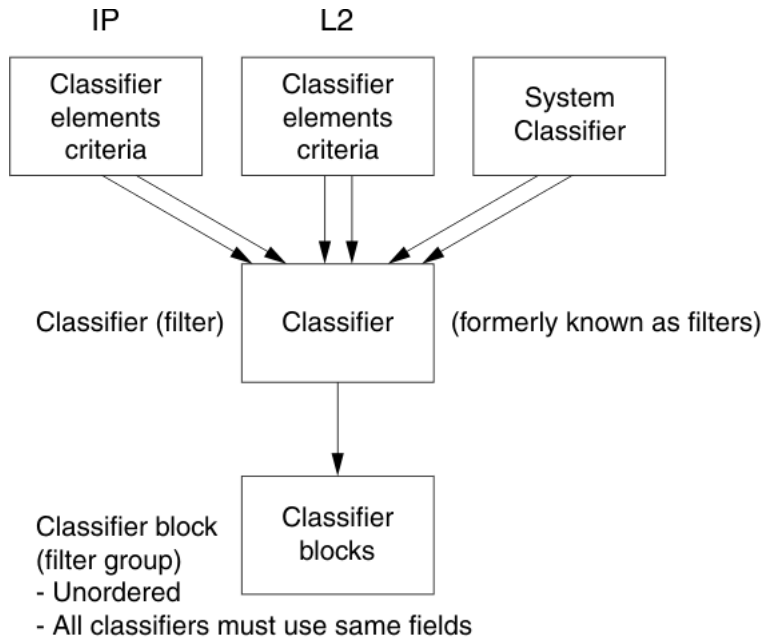 IP
L2
Classifier
elements
criteria
Classifier
elements
criteria
System
Classifier
Classifier (filter)
Classifier
(formerly known as filters)
Classifier block
(filter group)
- Unordered
- All classifiers must use same fields
Classifier
blocks